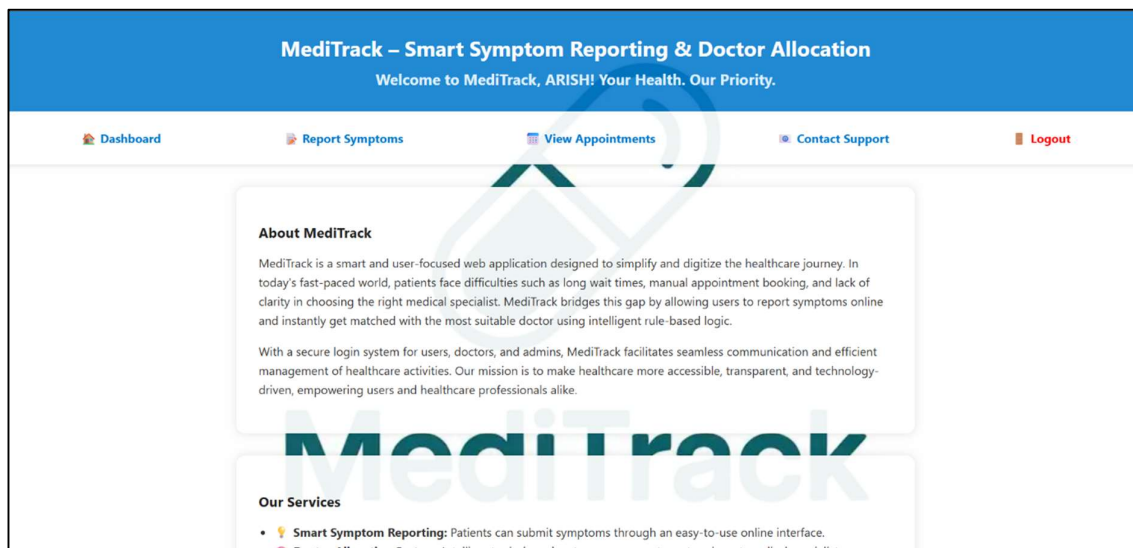 MediTrack – Smart Symptom Reporting & Doctor Allocation
Welcome to MediTrack, ARISH! Your Health. Our Priority.
Dashboard Report Symptoms View Appointments Contact Support Logout
About MediTrack
MediTrack is a smart and user-focused web application designed to simplify and digitize the healthcare journey. In
today's fast-paced world, patients face difficulties such as long wait times, manual appointment booking, and lack of
clarity in choosing the right medical specialist. MediTrack bridges this gap by allowing users to report symptoms online
and instantly get matched with the most suitable doctor using intelligent rule-based logic.
With a secure login system for users, doctors, and admins, MediTrack facilitates seamless communication and efficient
management of healthcare activities. Our mission is to make healthcare more accessible, transparent, and technology-
driven, empowering users and healthcare professionals alike.
MediTrack
Our Services
• Smart Symptom Reporting: Patients can submit symptoms through an easy-to-use online interface.